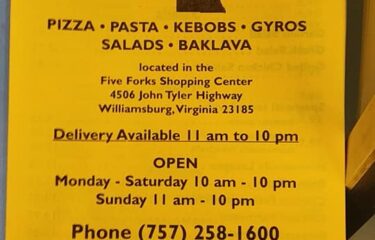 PIZZA • PASTA • KEBOBS • GYROS
SALADS • BAKLAVA
located in the
Five Forks Shopping Center
4506 John Tyler Highway
Williamsburg, Virginia 23185
Delivery Available 11 am to 10 pm
OPEN
Monday - Saturday 10 am - 10 pm
Sunday 11 am - 10 pm
Phone (757) 258-1600